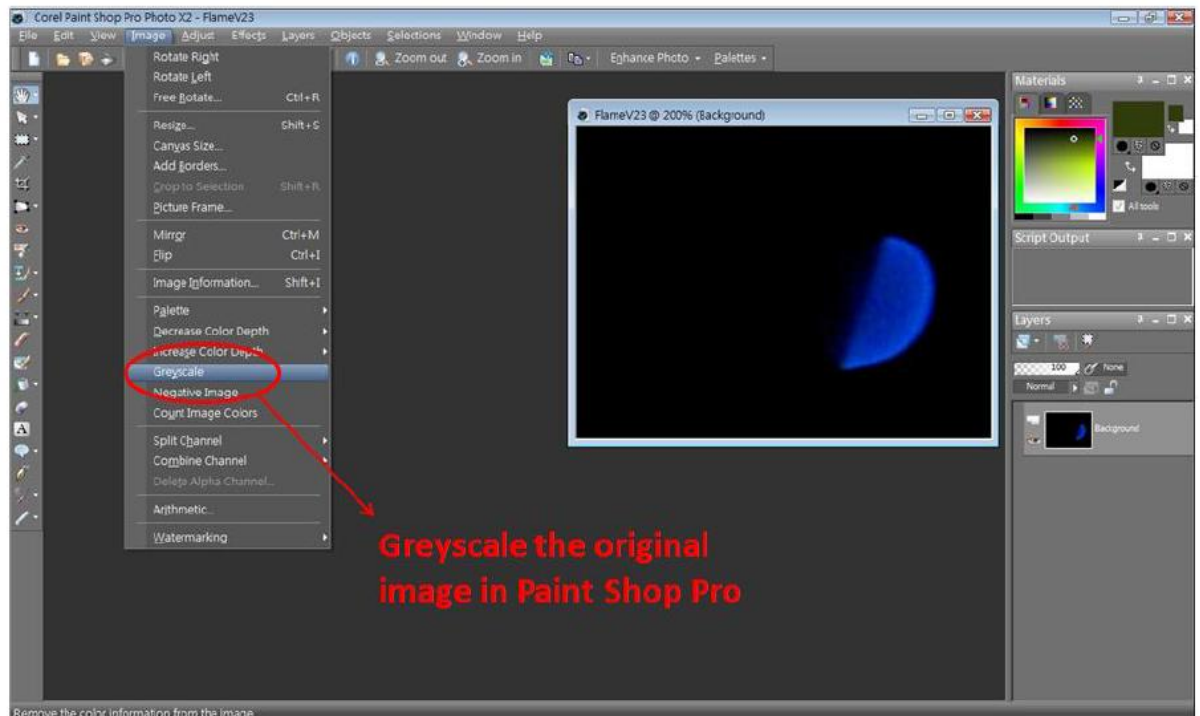 Corel Paint Shop Pro Photo X2 - FlameV23
File Edit View Image Adjust Effects Layers Objects Selections Window Help
Zoom out Zoom in Enhance Photo Palettes
Rotate Right
Rotate Left
Free Rotate... Ctrl+R
Resize... Shift+S
Canvas Size...
Add Borders...
Crop to Selection Shift+R
Picture Frame...
Mirror Ctrl+M
Flip Ctrl+I
Image Information... Shift+I
Palette
Decrease Color Depth
Increase Color Depth
Greyscale
Negative Image
Count Image Colors
Split Channel
Combine Channel
Delete Alpha Channel...
Arithmetic...
Watermarking
FlameV23 @ 200% (Background)
Materials
All tools
Script Output
Layers
100 None
Normal
Background
Greyscale the original
image in Paint Shop Pro
Remove the color information from the image